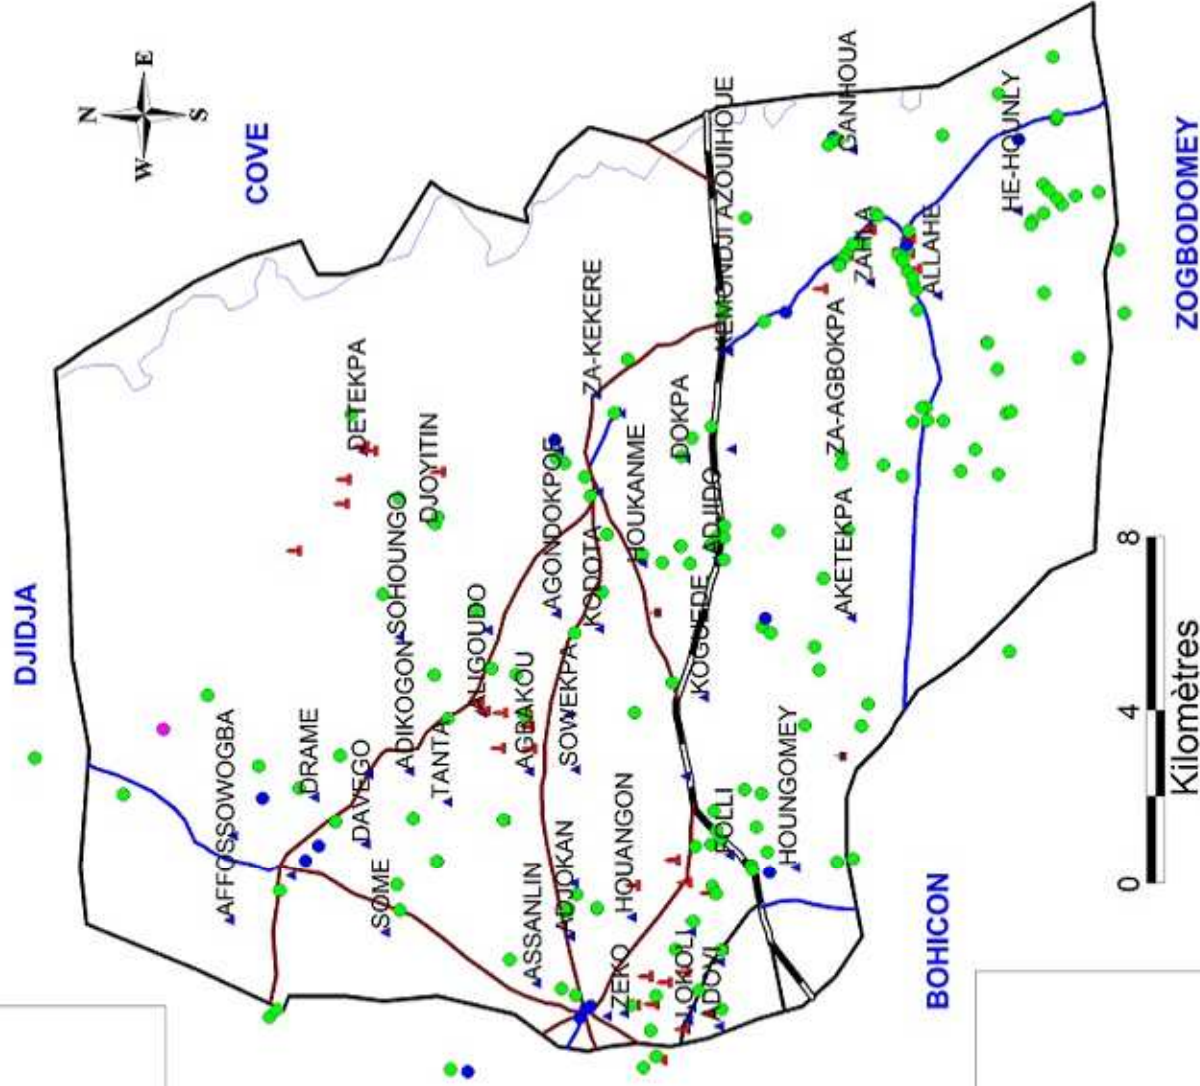 DJIDJA
N
E
W
S
COVE
AFFOSSOWOGBA
DRAME
DAVEGO
SOME
DETEKPA
SOHOUNGO
DJOYITIN
ADIKOGON
TANTA
ALIGOUDO
AGBAKOU
AGONDOKPOE
ZA-KEKERE
KODOTA
SOWEKPA
HOUKANME
DOKPA
ASSANLIN
ADJOKAN
HOUANGON
ZEKO
LOKOLI
ADOVI
FOLLI
KOGUEDE
ADJIDO
KEMONDJI
AZOUIHOUE
GANHOUA
ZAHLA
ALLAHE
HE-HOUNLY
ZA-AGBOKPA
AKETEKPA
HOUNGOMEY
BOHICON
ZOGBODOMEY
0 4 8
Kilomètres